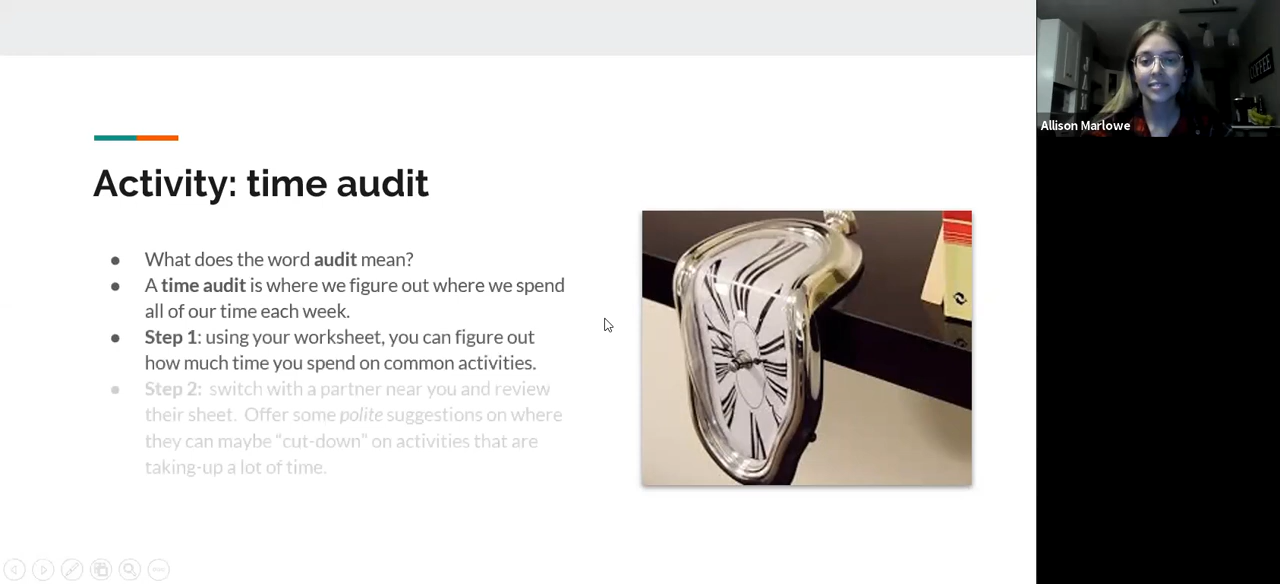 Activity: time audit
What does the word audit mean?
A time audit is where we figure out where we spend
all of our time each week.
Step 1: using your worksheet, you can figure out
how much time you spend on common activities.
Step 2: switch with a partner near you and review
their sheet. Offer some polite suggestions on where
they can maybe “cut-down” on activities that are
taking-up a lot of time.
COFFEE
Allison Marlowe